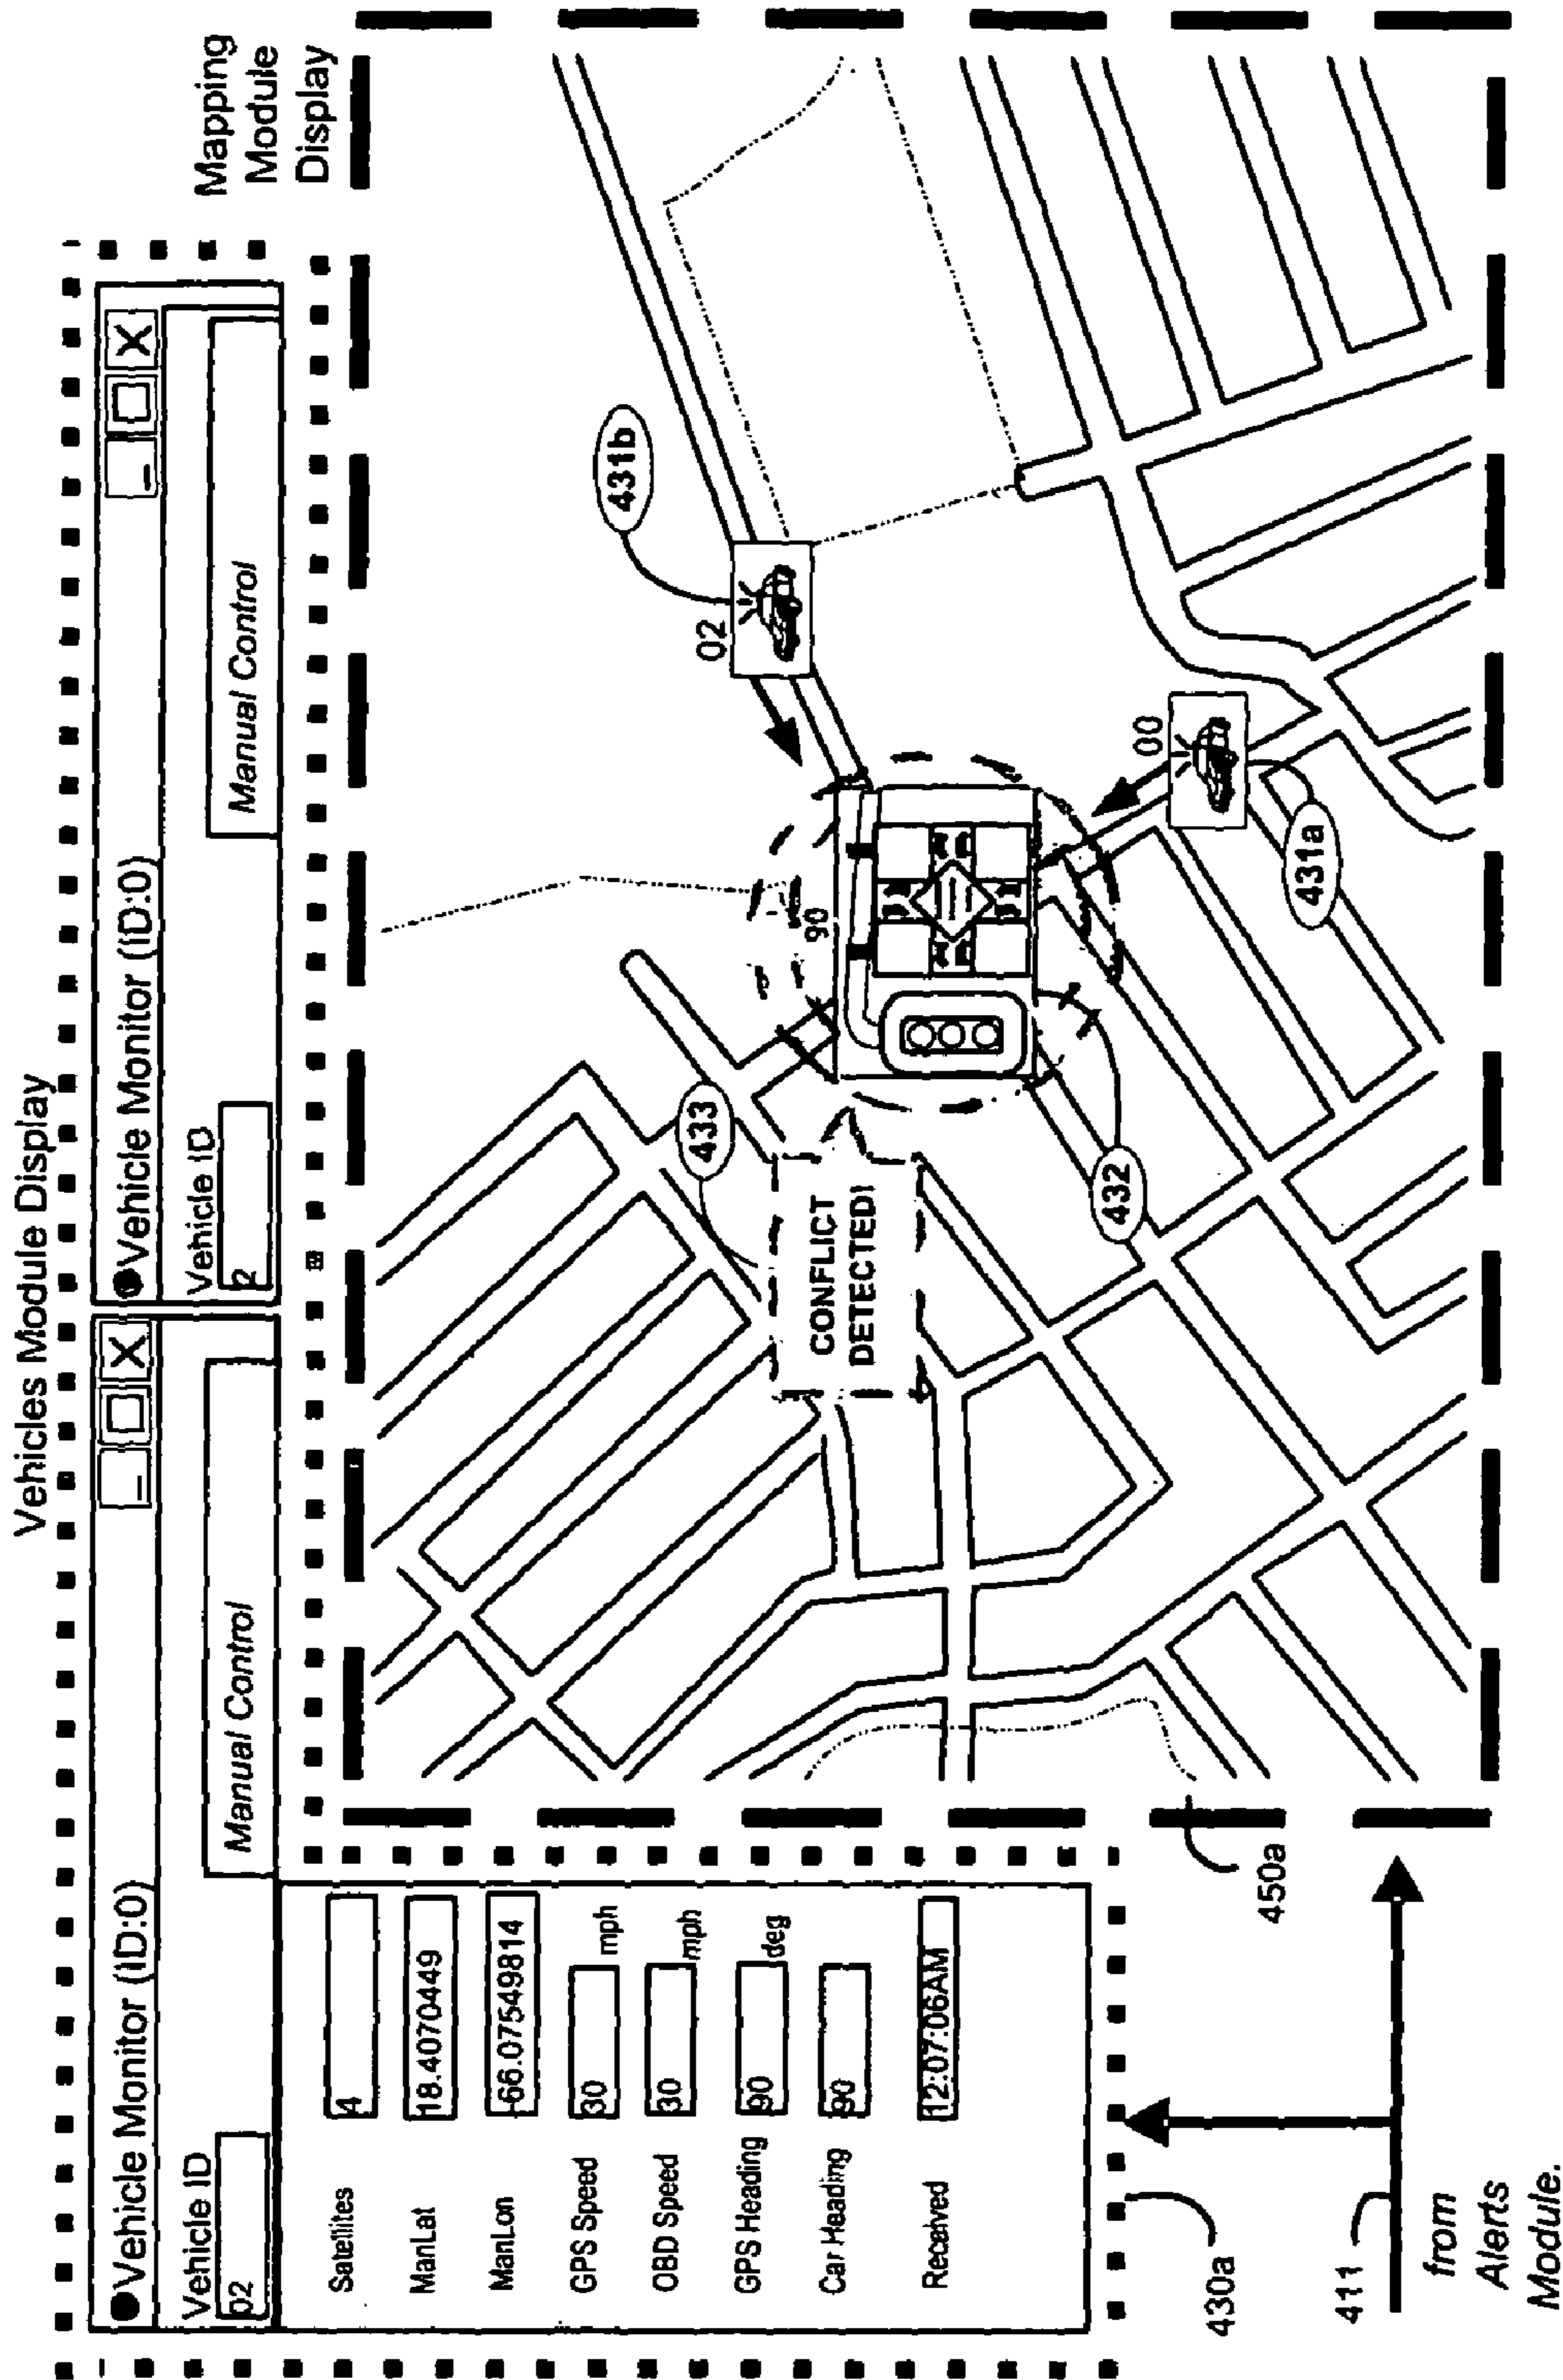 Vehicles Module Display
Vehicle Monitor (ID:0)
_ □ X
Vehicle ID
02
Manual Control
Vehicle Monitor (ID:0)
_ □ X
Vehicle ID
2
Manual Control
Mapping
Module
Display
Satellites
4
ManLat
18.4070449
ManLon
-66.07549814
GPS Speed
30
mph
OBD Speed
30
mph
GPS Heading
90
deg
Car Heading
90
Received
12:07:06AM
431b
02
433
90
CONFLICT
DETECTED!
00
432
431a
450a
430a
411
from
Alerts
Module.